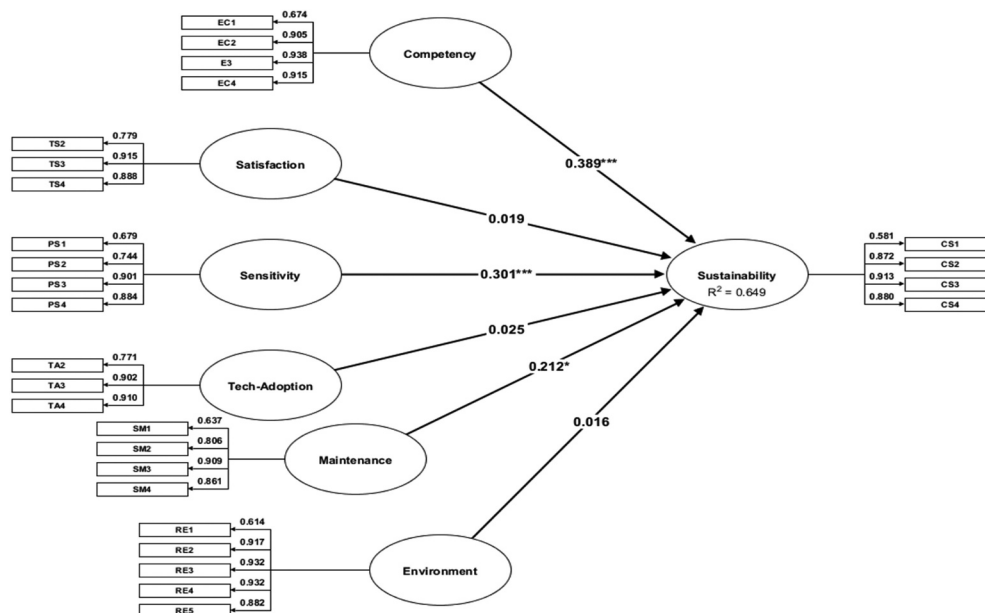 EC1
0.674
EC2
0.905
E3
0.938
EC4
0.915
Competency
0.389***
TS2
0.779
TS3
0.915
TS4
0.888
Satisfaction
0.019
PS1
0.679
PS2
0.744
PS3
0.901
PS4
0.884
Sensitivity
0.301***
Sustainability
R² = 0.649
0.581
CS1
0.872
CS2
0.913
CS3
0.880
CS4
TA2
0.771
TA3
0.902
TA4
0.910
Tech-Adoption
0.025
SM1
0.637
SM2
0.806
SM3
0.909
SM4
0.861
Maintenance
0.212*
RE1
0.614
RE2
0.917
RE3
0.932
RE4
0.932
RE5
0.882
Environment
0.016